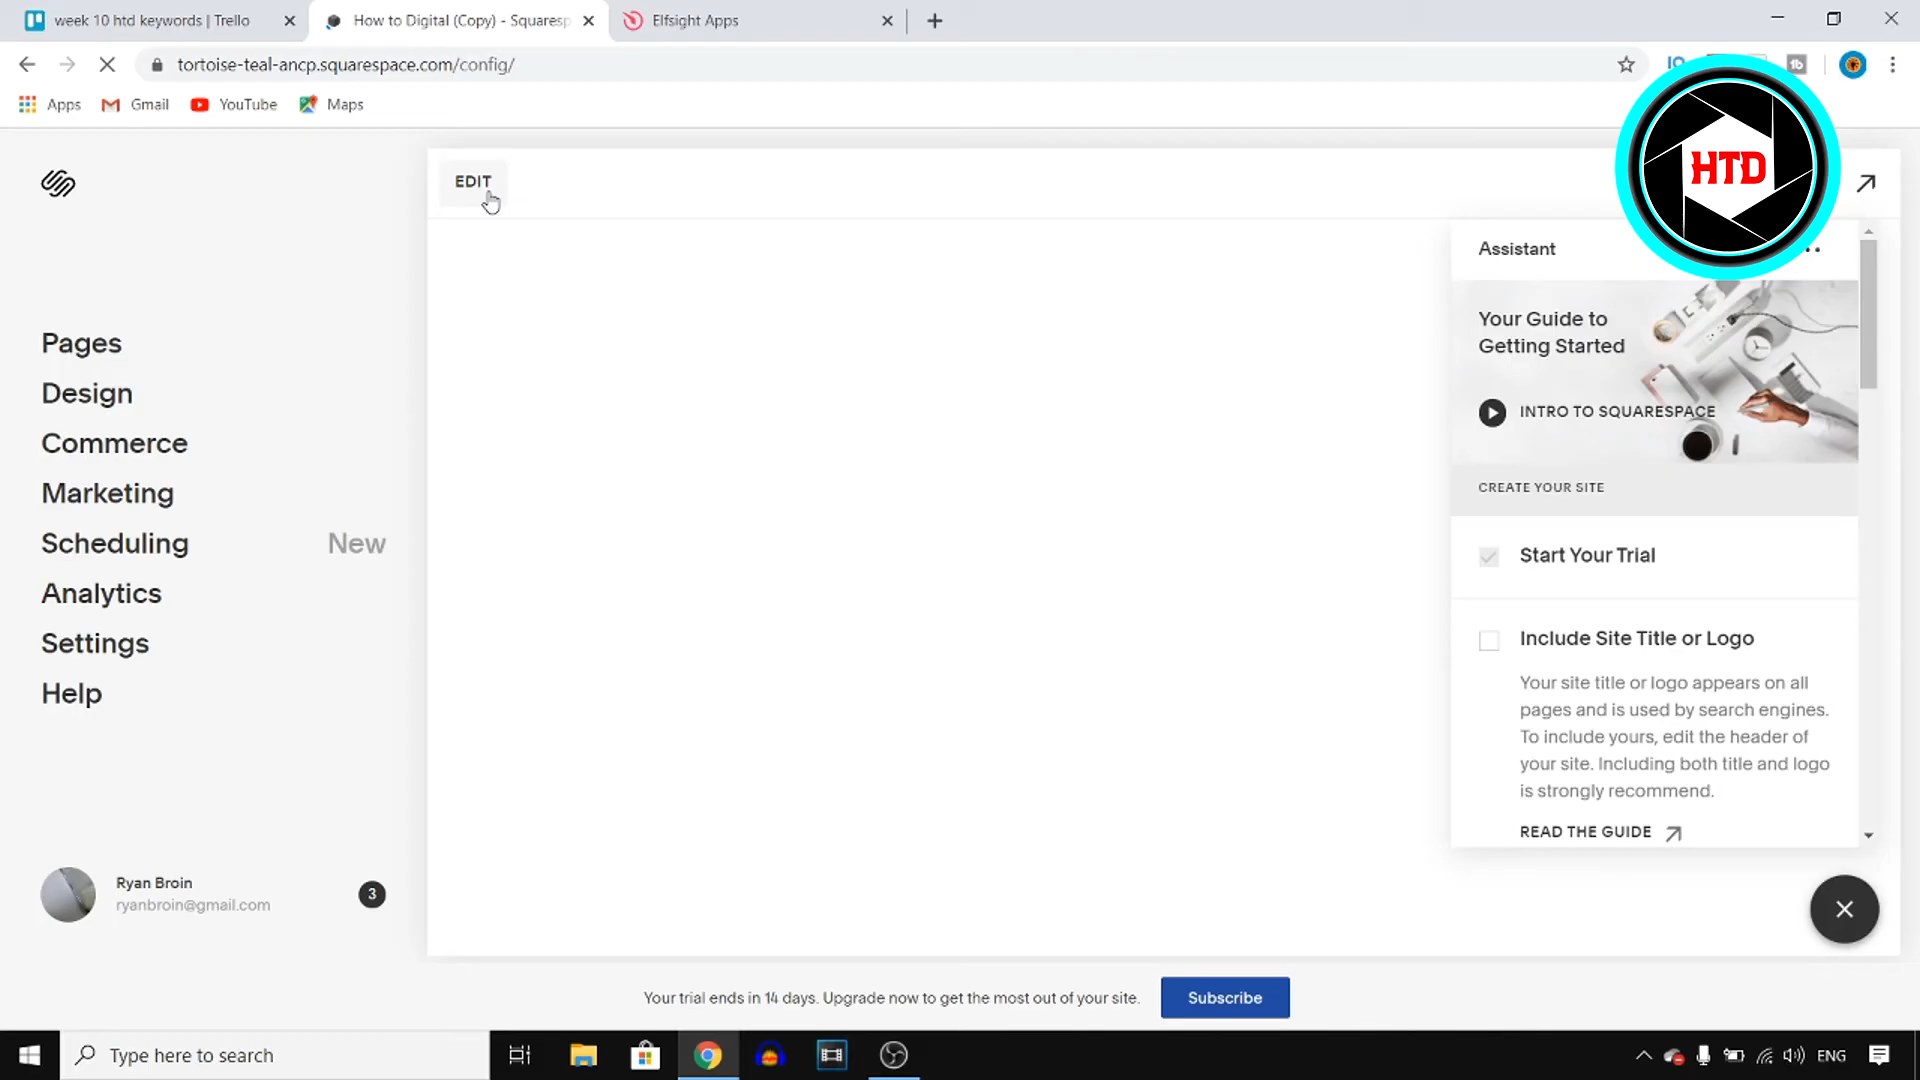 week 10 htd keywords | Trello
How to Digital (Copy) - Squaresp
Elfsight Apps
tortoise-teal-ancp.squarespace.com/config/
Apps
Gmail
YouTube
Maps
HTD
EDIT
Assistant
Your Guide to
Getting Started
INTRO TO SQUARESPACE
CREATE YOUR SITE
Start Your Trial
Include Site Title or Logo
Your site title or logo appears on all
pages and is used by search engines.
To include yours, edit the header of
your site. Including both title and logo
is strongly recommend.
READ THE GUIDE
Pages
Design
Commerce
Marketing
Scheduling New
Analytics
Settings
Help
Ryan Broin
ryanbroin@gmail.com
3
Your trial ends in 14 days. Upgrade now to get the most out of your site.
Subscribe
Type here to search
ENG